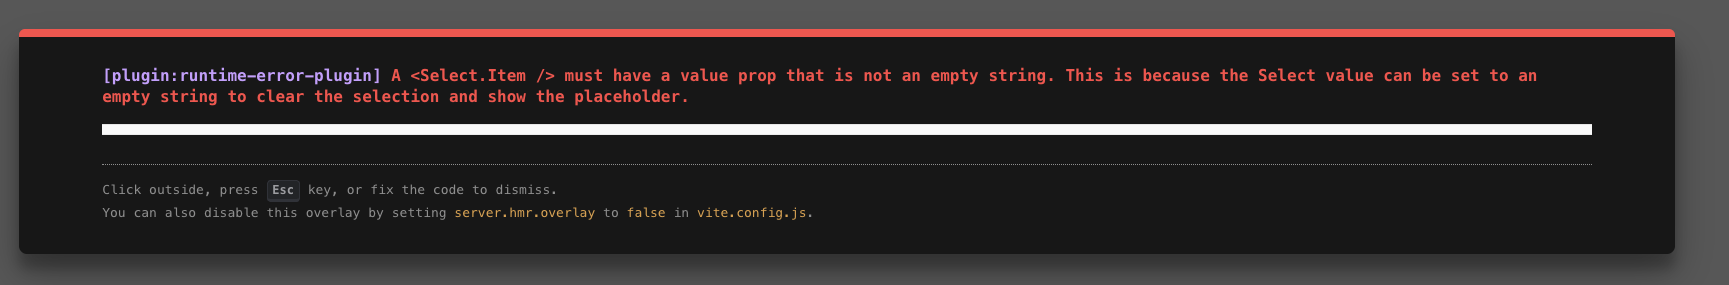 [plugin:runtime-error-plugin] A <Select.Item /> must have a value prop that is not an empty string. This is because the Select value can be set to an
empty string to clear the selection and show the placeholder.
Click outside, press Esc key, or fix the code to dismiss.
You can also disable this overlay by setting server.hmr.overlay to false in vite.config.js.